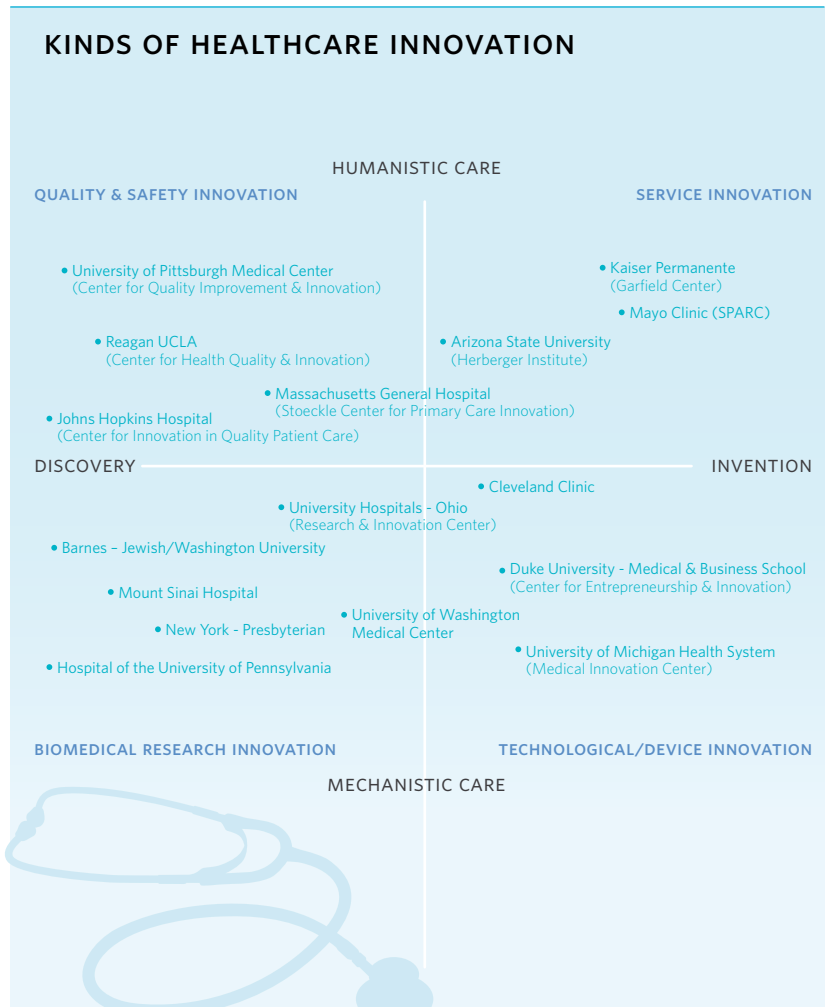 KINDS OF HEALTHCARE INNOVATION
HUMANISTIC CARE
QUALITY & SAFETY INNOVATION
SERVICE INNOVATION
• University of Pittsburgh Medical Center
(Center for Quality Improvement & Innovation)
• Kaiser Permanente
(Garfield Center)
• Mayo Clinic (SPARC)
• Reagan UCLA
(Center for Health Quality & Innovation)
• Arizona State University
(Herberger Institute)
• Massachusetts General Hospital
(Stoeckle Center for Primary Care Innovation)
• Johns Hopkins Hospital
(Center for Innovation in Quality Patient Care)
DISCOVERY
INVENTION
• Cleveland Clinic
• University Hospitals - Ohio
(Research & Innovation Center)
• Barnes – Jewish/Washington University
• Duke University - Medical & Business School
(Center for Entrepreneurship & Innovation)
• Mount Sinai Hospital
• University of Washington
Medical Center
• New York - Presbyterian
• University of Michigan Health System
(Medical Innovation Center)
• Hospital of the University of Pennsylvania
BIOMEDICAL RESEARCH INNOVATION
TECHNOLOGICAL/DEVICE INNOVATION
MECHANISTIC CARE